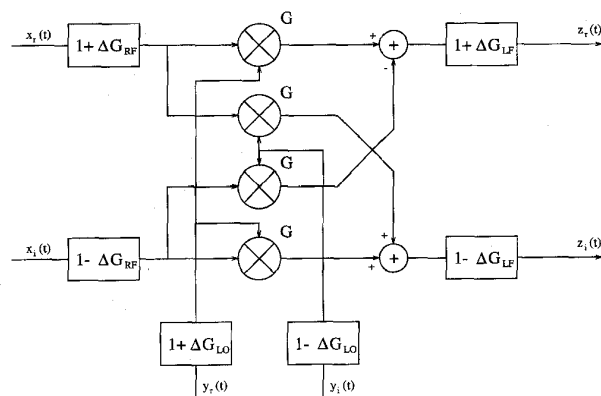 G
x_r(t)
1+ ΔG_RF
+
+
-
1+ ΔG_LF
z_r(t)
G
G
G
x_i(t)
1- ΔG_RF
+
+
+
1- ΔG_LF
z_i(t)
1+ ΔG_LO
1- ΔG_LO
y_r(t)
y_i(t)